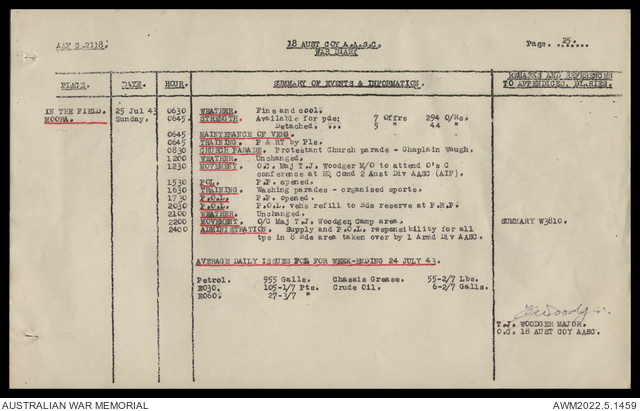 18 AUST COY A.A.S.C.
WAR DIARY
Page. 25.
PLACE. DATE. HOUR. SUMMARY OF EVENTS & INFORMATION. REMARKS AND REFERENCES
TO APPENDICES, DIARIES.
IN THE FIELD. 25 Jul 43 0630 WEATHER. Fine and cool.
MOORA. Sunday. 0645 STRENGTH. Available for pde: 7 Offrs 294 O/Rs.
Detached. ... 5 " 44 "
0645 MAINTENANCE OF VEHS.
0645 TRAINING. P & RT by Pls.
0830 CHURCH PARADE. Protestant Church parade - Chaplain Waugh.
1200 WEATHER. Unchanged.
1230 MOVEMENT. O.C. Maj T.J. Woodger M/O to attend O's C
conference at HQ Comd 2 Aust Div AASC (AIF).
1530 POL. P.P. opened.
1630 TRAINING. Washing parades - organised sports.
1730 P.O.L. P.P. opened.
2030 P.O.L. P.O.L. vehs refill to Bde reserve at P.R.P.
2100 WEATHER. Unchanged.
2200 MOVEMENT. O/C Maj T.J. Woodger, Camp area.
2400 ADMINISTRATION. Supply and P.O.L. responsibility for all
tps in 8 Bde area taken over by 1 Armd Div AASC.
SUMMARY W3810.
AVERAGE DAILY ISSUES POL FOR WEEK-ENDING 24 JULY 43.
Petrol. 955 Galls. Chassis Grease. 55-2/7 Lbs.
E030. 105-1/7 Pts. Crude Oil. 6-2/7 Galls.
E060. 27-3/7 "
T.J. WOODGER MAJOR.
O.C. 18 AUST COY AASC.
AUSTRALIAN WAR MEMORIAL
AWM2022.5.1459